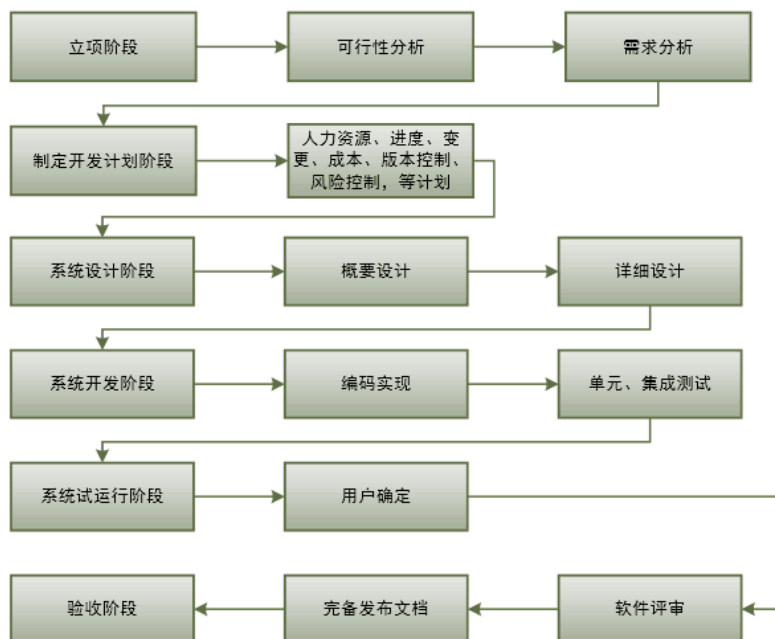 立项阶段
可行性分析
需求分析
制定开发计划阶段
人力资源、进度、变
更、成本、版本控制、
风险控制，等计划
系统设计阶段
概要设计
详细设计
系统开发阶段
编码实现
单元、集成测试
系统试运行阶段
用户确定
验收阶段
完备发布文档
软件评审